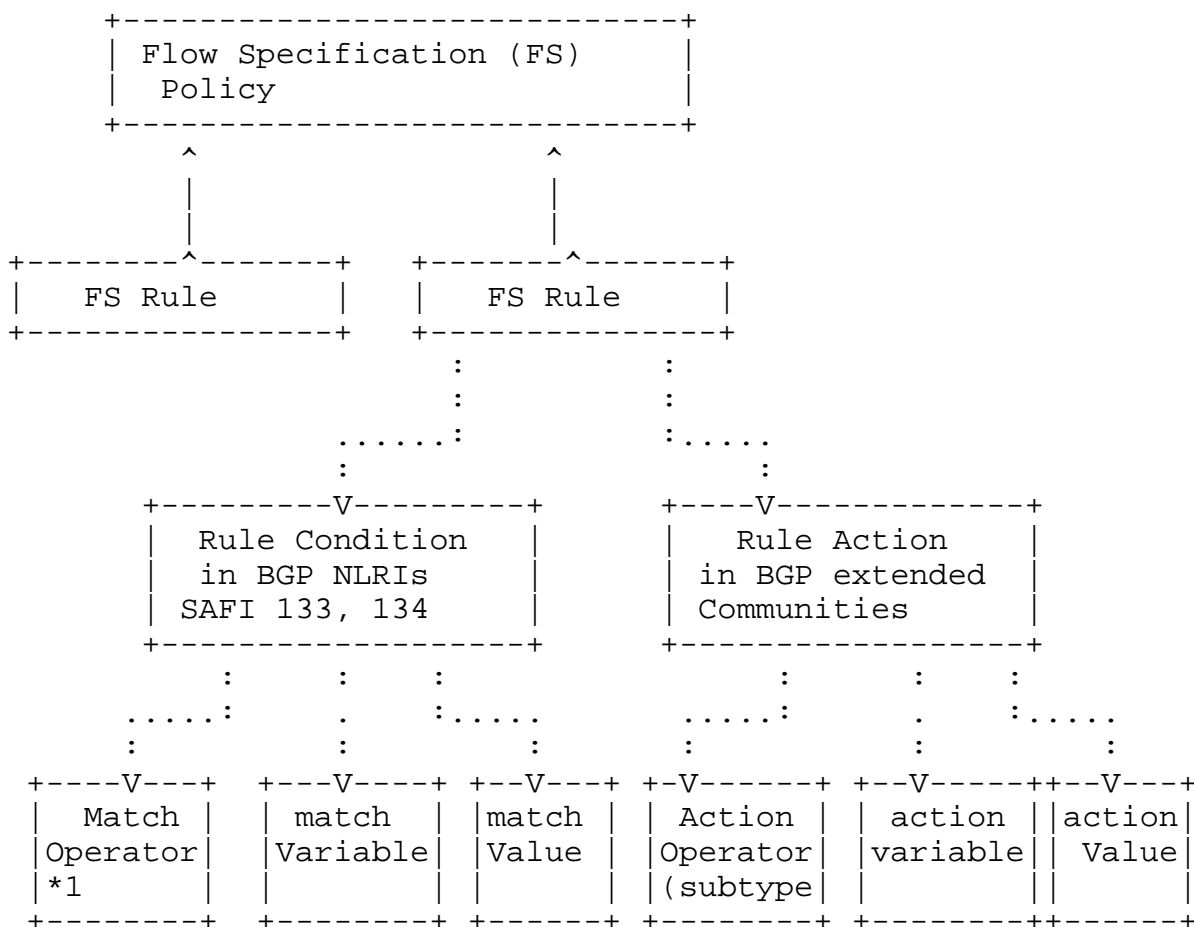 Flow Specification (FS)
Policy
FS Rule FS Rule
Rule Condition Rule Action
in BGP NLRIs in BGP extended
SAFI 133, 134 Communities
Match match match Action action action
Operator Variable Value Operator variable Value
*1 (subtype